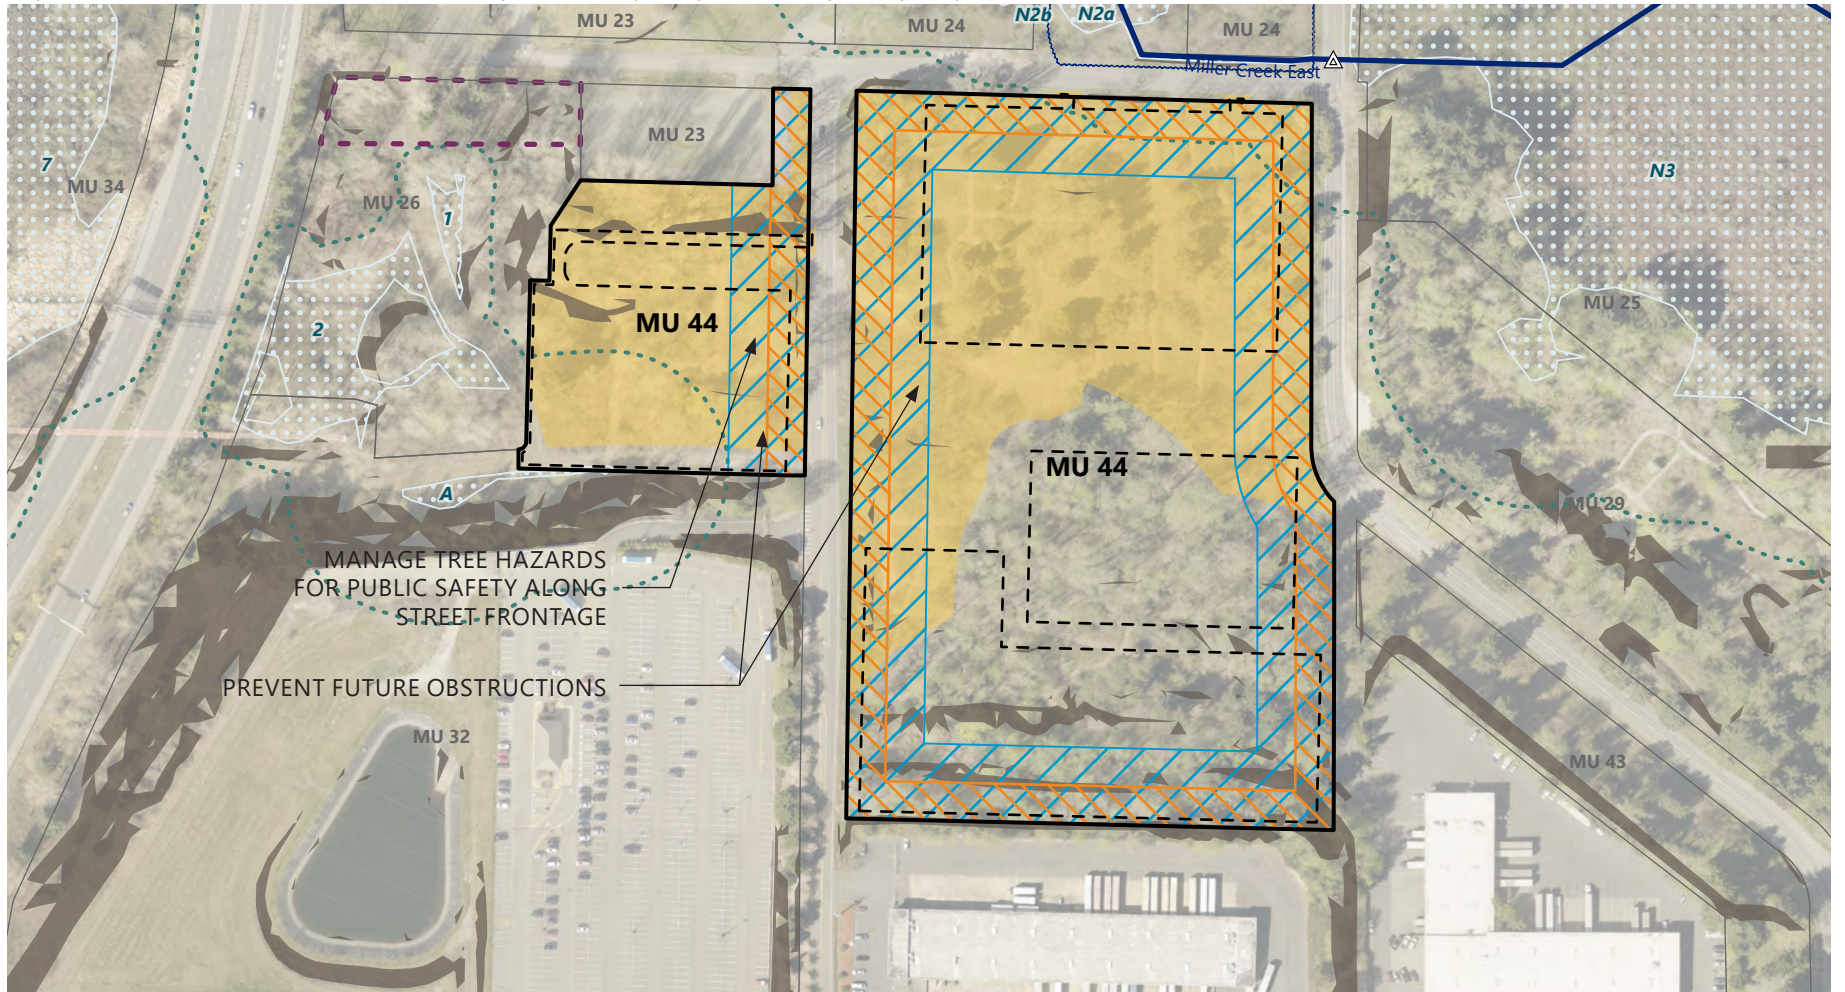 MU 23
MU 24
N2b
N2a
MU 24
Miller Creek East
MU 23
7
MU 34
MU 26
1
N3
2
MU 44
MU 25
MU 44
A
MU 29
MANAGE TREE HAZARDS
FOR PUBLIC SAFETY ALONG
STREET FRONTAGE
PREVENT FUTURE OBSTRUCTIONS
MU 32
MU 43